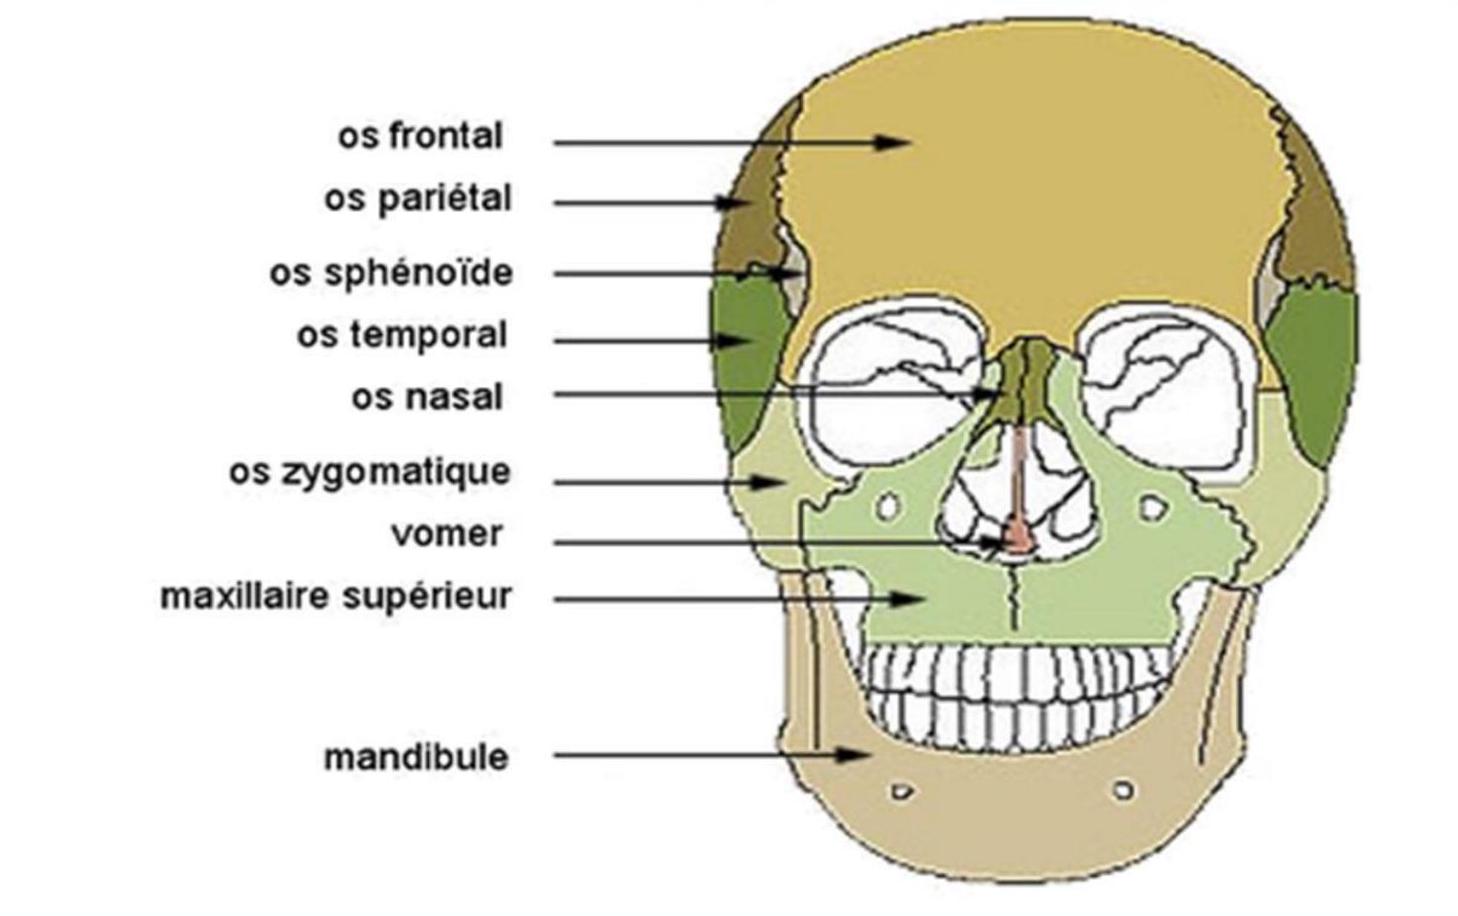 os frontal
os pariétal
os sphénoïde
os temporal
os nasal
os zygomatique
vomer
maxillaire supérieur
mandibule